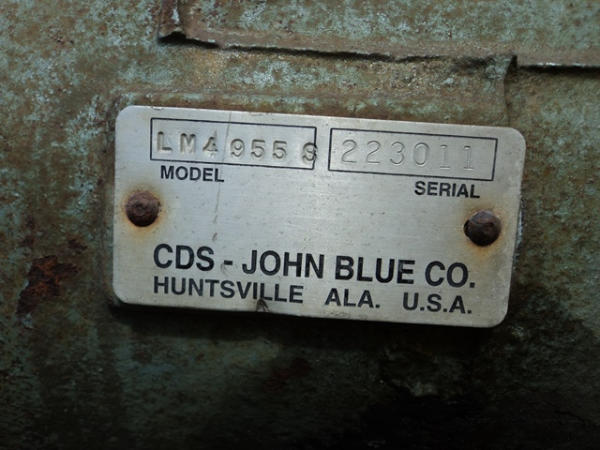 LM4955S 223011
MODEL SERIAL
CDS - JOHN BLUE CO.
HUNTSVILLE ALA. U.S.A.